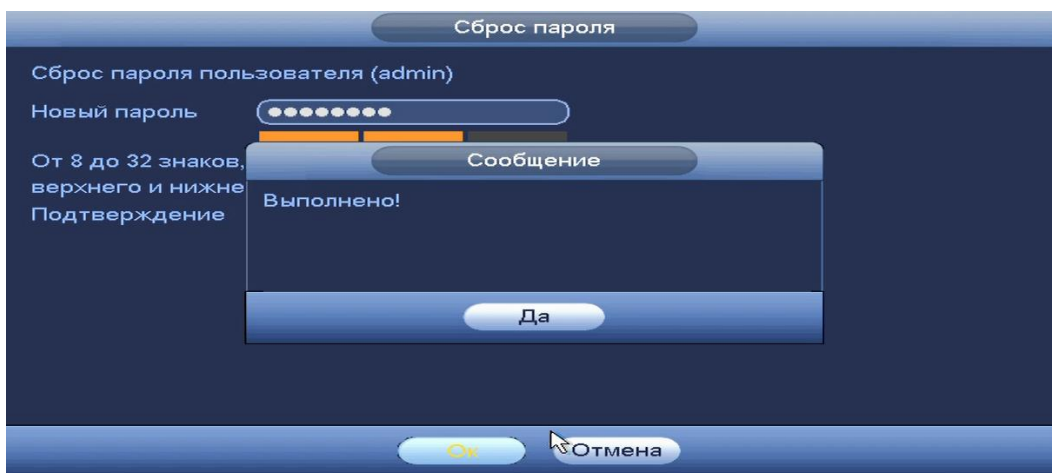 Сброс пароля
Сброс пароля пользователя (admin)
Новый пароль
От 8 до 32 знаков,
верхнего и нижне
Подтверждение
Сообщение
Выполнено!
Да
Ок
Отмена